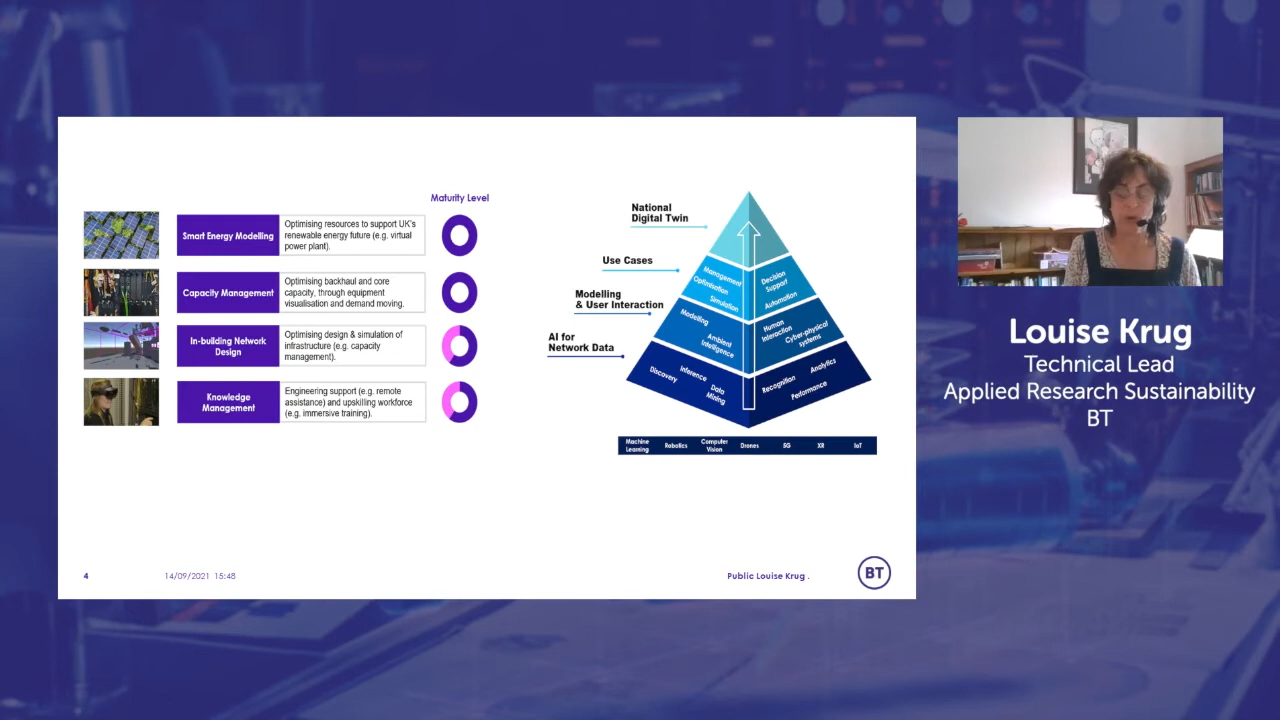 Maturity Level
Smart Energy Modelling
Optimising resources to support UK's
renewable energy future (e.g. virtual
power plant).
Capacity Management
Optimising backhaul and core
capacity, through equipment
visualisation and demand moving.
In-building Network
Design
Optimising design & simulation of
infrastructure (e.g. capacity
management).
Knowledge
Management
Engineering support (e.g. remote
assistance) and upskilling workforce
(e.g. immersive training).
National
Digital Twin
Use Cases
Modelling
& User Interaction
AI for
Network Data
Management
Optimisation
Simulation
Decision
Support
Automation
Modelling
Ambient
Intelligence
Human
Interaction
Cyber-physical
systems
Discovery
Inference
Data
Mining
Recognition
Analytics
Performance
Machine
Learning
Robotics
Computer
Vision
Drones
5G
XR
IoT
4
14/09/2021 15:48
Public Louise Krug .
BT
Louise Krug
Technical Lead
Applied Research Sustainability
BT